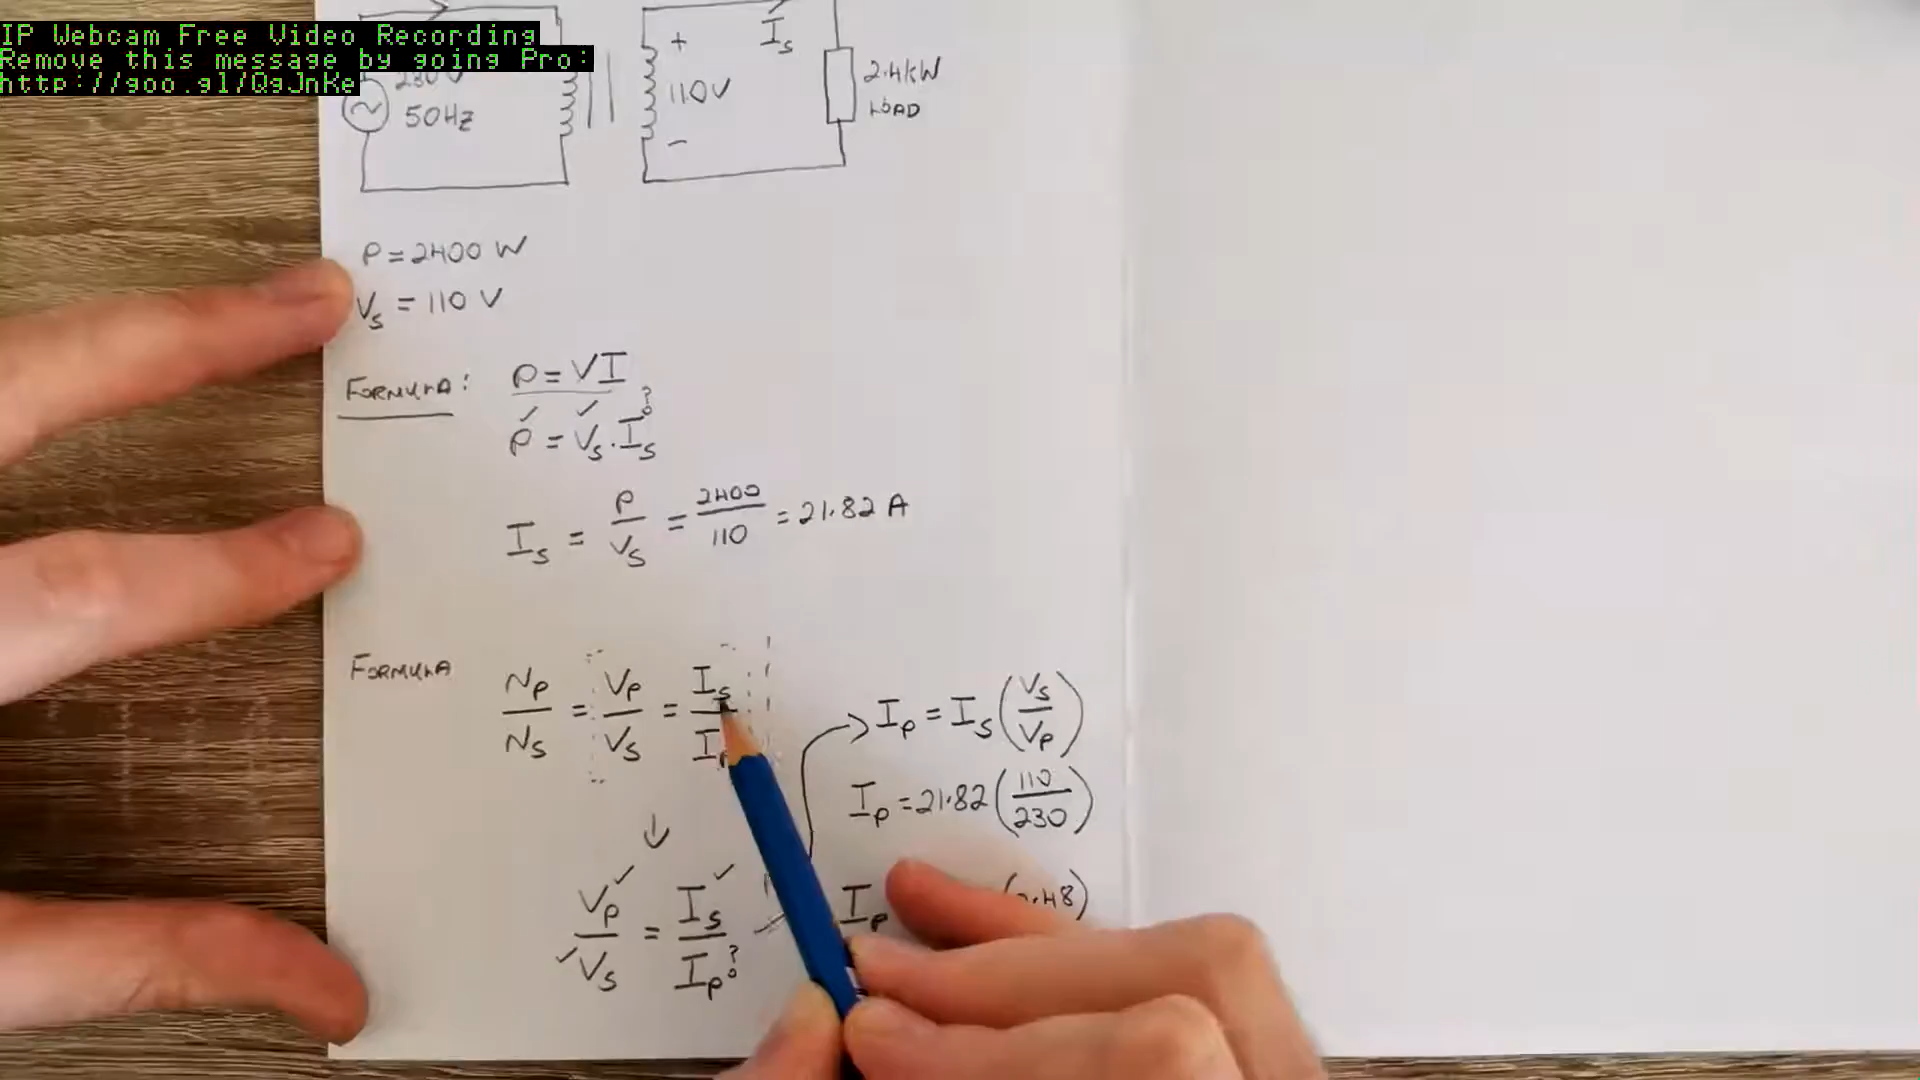 IP Webcam Free Video Recording
Remove this message by going Pro:
http://goo.gl/QgJnKe
230V
50Hz
+
110V
−
Is
2.4kW
LOAD
P = 2400 W
Vs = 110 V
FORMULA: P = VI
✓ ✓ ?
P = Vs . Is
Is = P/Vs = 2400/110 = 21.82 A
FORMULA Np/Ns = Vp/Vs = Is/Ip
↓
Vp✓/✓Vs = Is✓/Ip?
Ip = Is (Vs/Vp)
Ip = 21.82 (110/230)
Ip